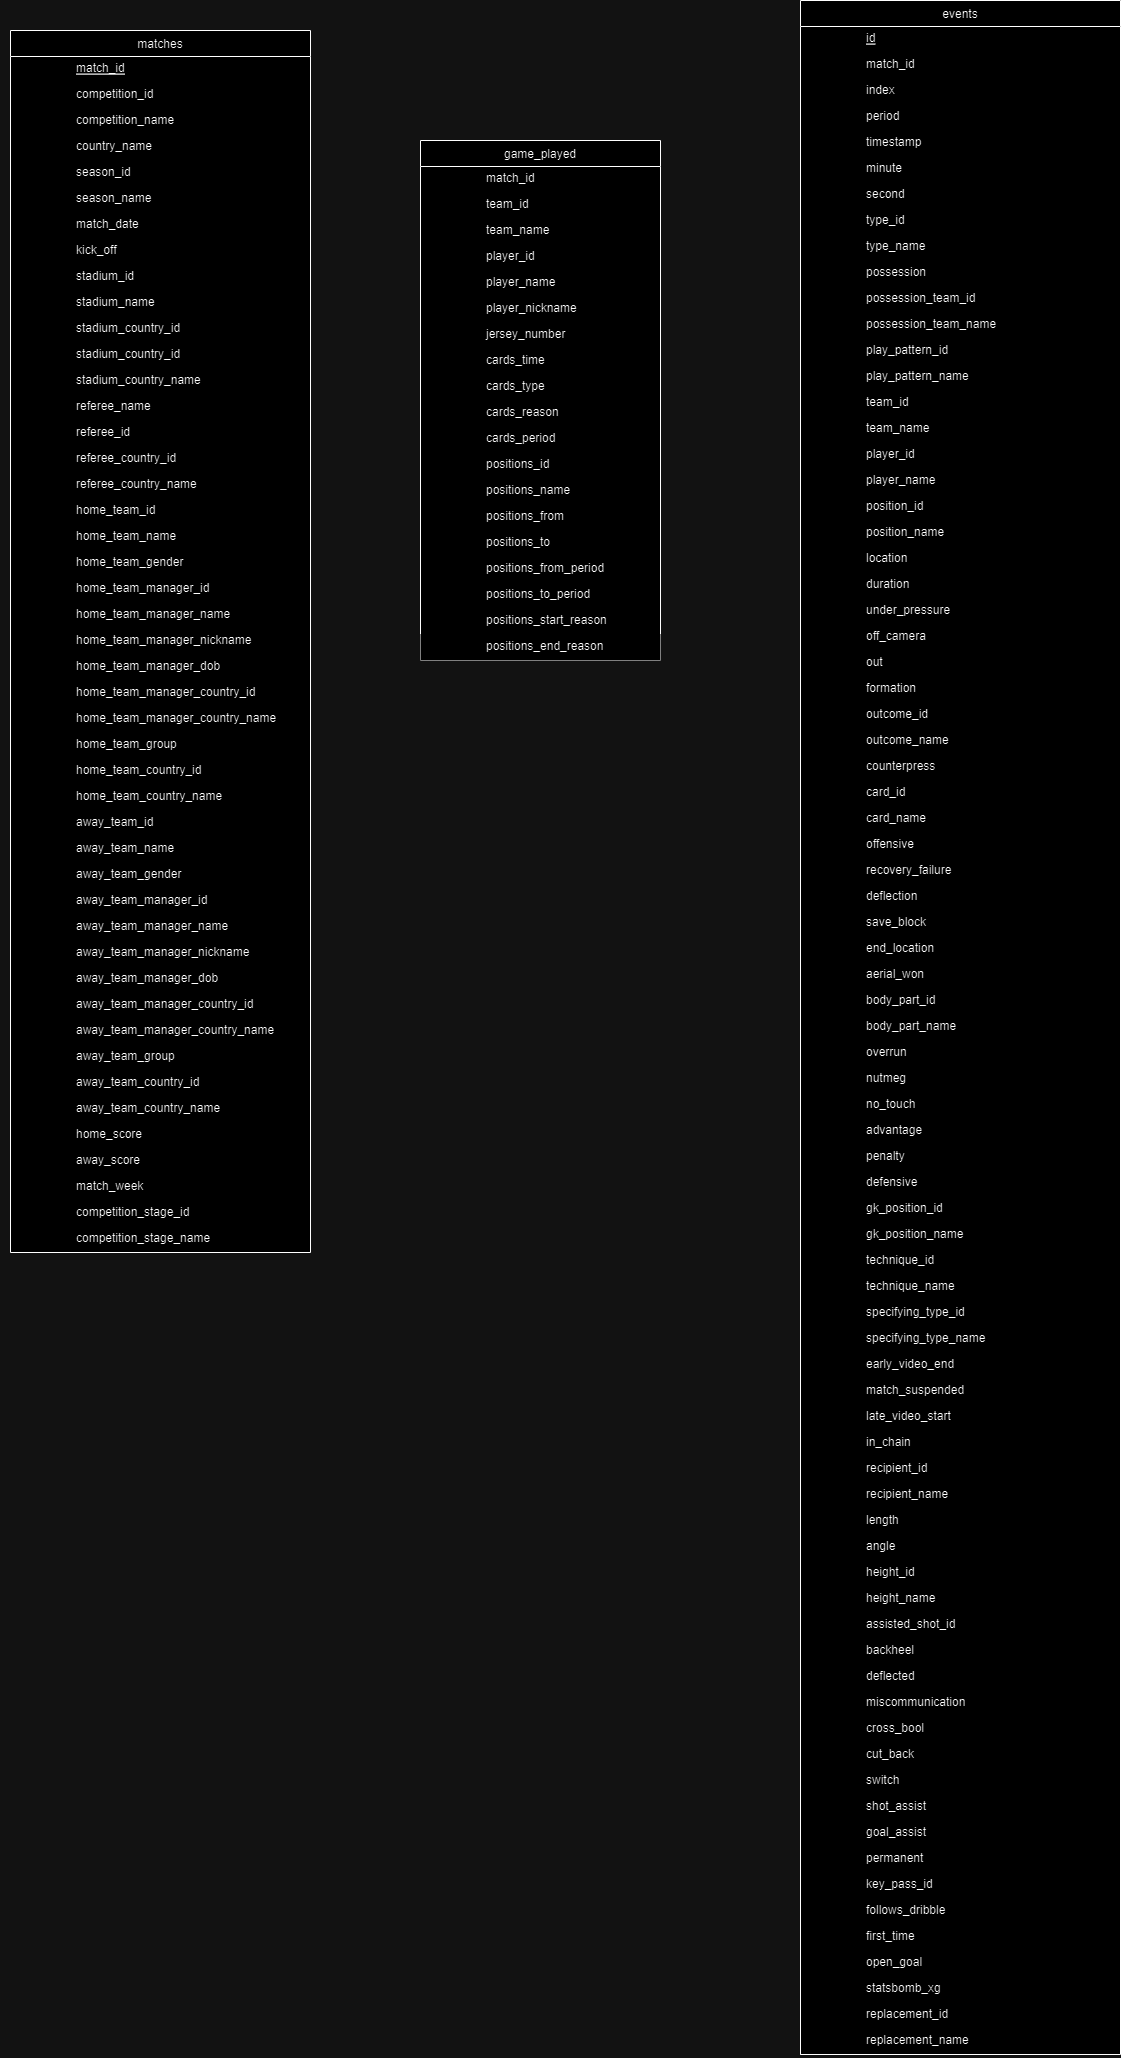 matches
match_id
competition_id
competition_name
country_name
season_id
season_name
match_date
kick_off
stadium_id
stadium_name
stadium_country_id
stadium_country_id
stadium_country_name
referee_name
referee_id
referee_country_id
referee_country_name
home_team_id
home_team_name
home_team_gender
home_team_manager_id
home_team_manager_name
home_team_manager_nickname
home_team_manager_dob
home_team_manager_country_id
home_team_manager_country_name
home_team_group
home_team_country_id
home_team_country_name
away_team_id
away_team_name
away_team_gender
away_team_manager_id
away_team_manager_name
away_team_manager_nickname
away_team_manager_dob
away_team_manager_country_id
away_team_manager_country_name
away_team_group
away_team_country_id
away_team_country_name
home_score
away_score
match_week
competition_stage_id
competition_stage_name
game_played
match_id
team_id
team_name
player_id
player_name
player_nickname
jersey_number
cards_time
cards_type
cards_reason
cards_period
positions_id
positions_name
positions_from
positions_to
positions_from_period
positions_to_period
positions_start_reason
positions_end_reason
events
id
match_id
index
period
timestamp
minute
second
type_id
type_name
possession
possession_team_id
possession_team_name
play_pattern_id
play_pattern_name
team_id
team_name
player_id
player_name
position_id
position_name
location
duration
under_pressure
off_camera
out
formation
outcome_id
outcome_name
counterpress
card_id
card_name
offensive
recovery_failure
deflection
save_block
end_location
aerial_won
body_part_id
body_part_name
overrun
nutmeg
no_touch
advantage
penalty
defensive
gk_position_id
gk_position_name
technique_id
technique_name
specifying_type_id
specifying_type_name
early_video_end
match_suspended
late_video_start
in_chain
recipient_id
recipient_name
length
angle
height_id
height_name
assisted_shot_id
backheel
deflected
miscommunication
cross_bool
cut_back
switch
shot_assist
goal_assist
permanent
key_pass_id
follows_dribble
first_time
open_goal
statsbomb_xg
replacement_id
replacement_name